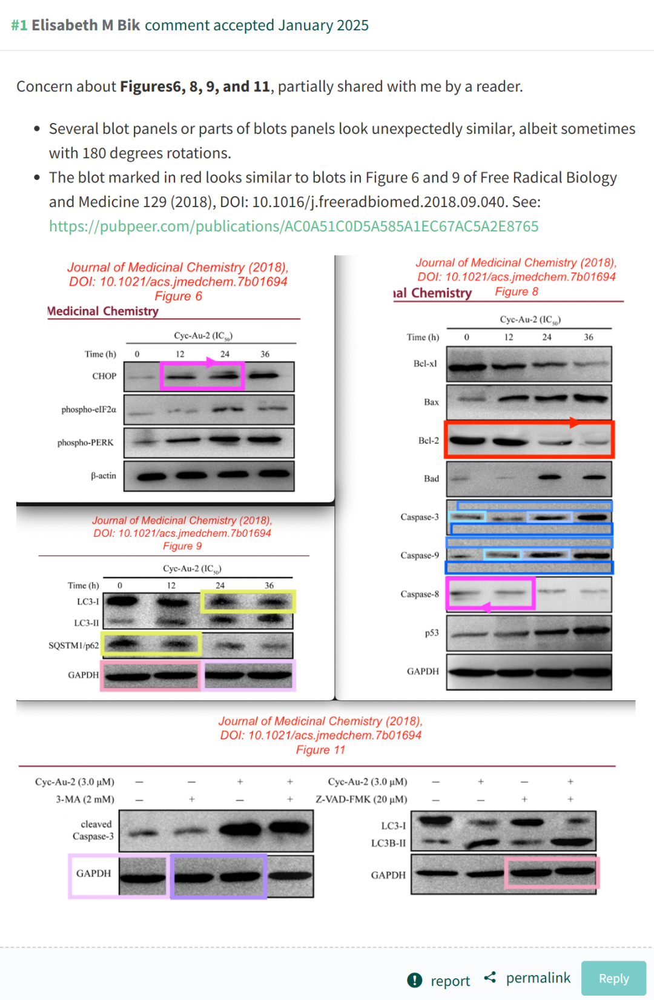 #1 Elisabeth M Bik comment accepted January 2025
Concern about Figures6, 8, 9, and 11, partially shared with me by a reader.
• Several blot panels or parts of blots panels look unexpectedly similar, albeit sometimes
with 180 degrees rotations.
• The blot marked in red looks similar to blots in Figure 6 and 9 of Free Radical Biology
and Medicine 129 (2018), DOI: 10.1016/j.freeradbiomed.2018.09.040. See:
https://pubpeer.com/publications/AC0A51C0D5A585A1EC67AC5A2E8765
Journal of Medicinal Chemistry (2018),
DOI: 10.1021/acs.jmedchem.7b01694
Figure 6
Medicinal Chemistry
Cyc-Au-2 (IC50)
Time (h) 0 12 24 36
CHOP
phospho-eIF2α
phospho-PERK
β-actin
Journal of Medicinal Chemistry (2018),
DOI: 10.1021/acs.jmedchem.7b01694
nal Chemistry Figure 8
Cyc-Au-2 (IC50)
Time (h) 0 12 24 36
Bcl-xl
Bax
Bcl-2
Bad
Caspase-3
Caspase-9
Caspase-8
p53
GAPDH
Journal of Medicinal Chemistry (2018),
DOI: 10.1021/acs.jmedchem.7b01694
Figure 9
Cyc-Au-2 (IC50)
Time (h) 0 12 24 36
LC3-I
LC3-II
SQSTM1/p62
GAPDH
Journal of Medicinal Chemistry (2018),
DOI: 10.1021/acs.jmedchem.7b01694
Figure 11
Cyc-Au-2 (3.0 μM) − − + +
3-MA (2 mM) − + − +
cleaved
Caspase-3
GAPDH
Cyc-Au-2 (3.0 μM) − + − +
Z-VAD-FMK (20 μM) − − + +
LC3-I
LC3B-II
GAPDH
report permalink Reply